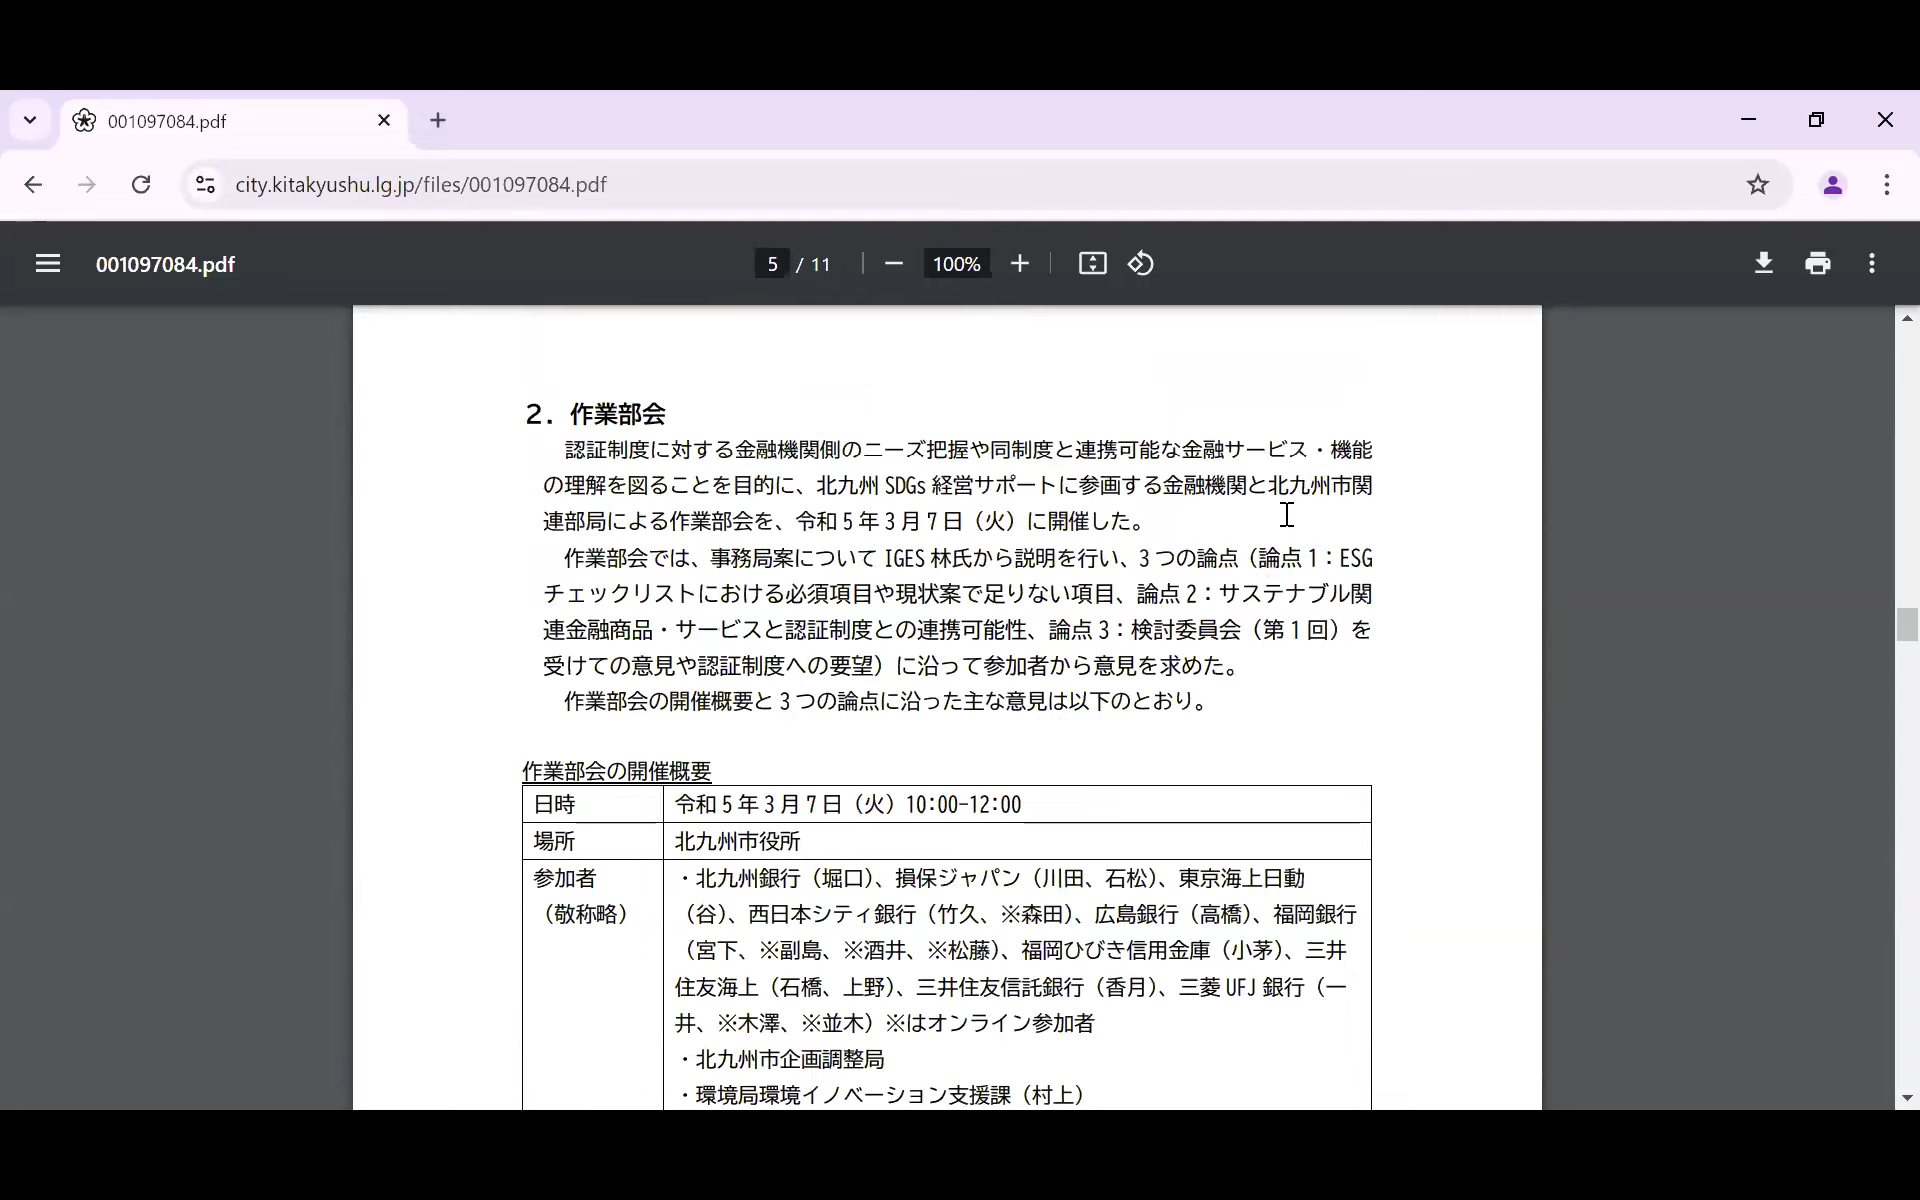 001097084.pdf
city.kitakyushu.lg.jp/files/001097084.pdf
001097084.pdf
5 / 11
100%
２．作業部会
認証制度に対する金融機関側のニーズ把握や同制度と連携可能な金融サービス・機能
の理解を図ることを目的に、北九州 SDGs 経営サポートに参画する金融機関と北九州市関
連部局による作業部会を、令和５年３月７日（火）に開催した。
作業部会では、事務局案について IGES 林氏から説明を行い、３つの論点（論点１：ESG
チェックリストにおける必須項目や現状案で足りない項目、論点２：サステナブル関
連金融商品・サービスと認証制度との連携可能性、論点３：検討委員会（第１回）を
受けての意見や認証制度への要望）に沿って参加者から意見を求めた。
作業部会の開催概要と３つの論点に沿った主な意見は以下のとおり。
作業部会の開催概要
日時 令和５年３月７日（火）10:00-12:00
場所 北九州市役所
参加者 ・北九州銀行（堀口）、損保ジャパン（川田、石松）、東京海上日動
（敬称略） （谷）、西日本シティ銀行（竹久、※森田）、広島銀行（高橋）、福岡銀行
（宮下、※副島、※酒井、※松藤）、福岡ひびき信用金庫（小茅）、三井
住友海上（石橋、上野）、三井住友信託銀行（香月）、三菱 UFJ 銀行（一
井、※木澤、※並木）※はオンライン参加者
・北九州市企画調整局
・環境局環境イノベーション支援課（村上）